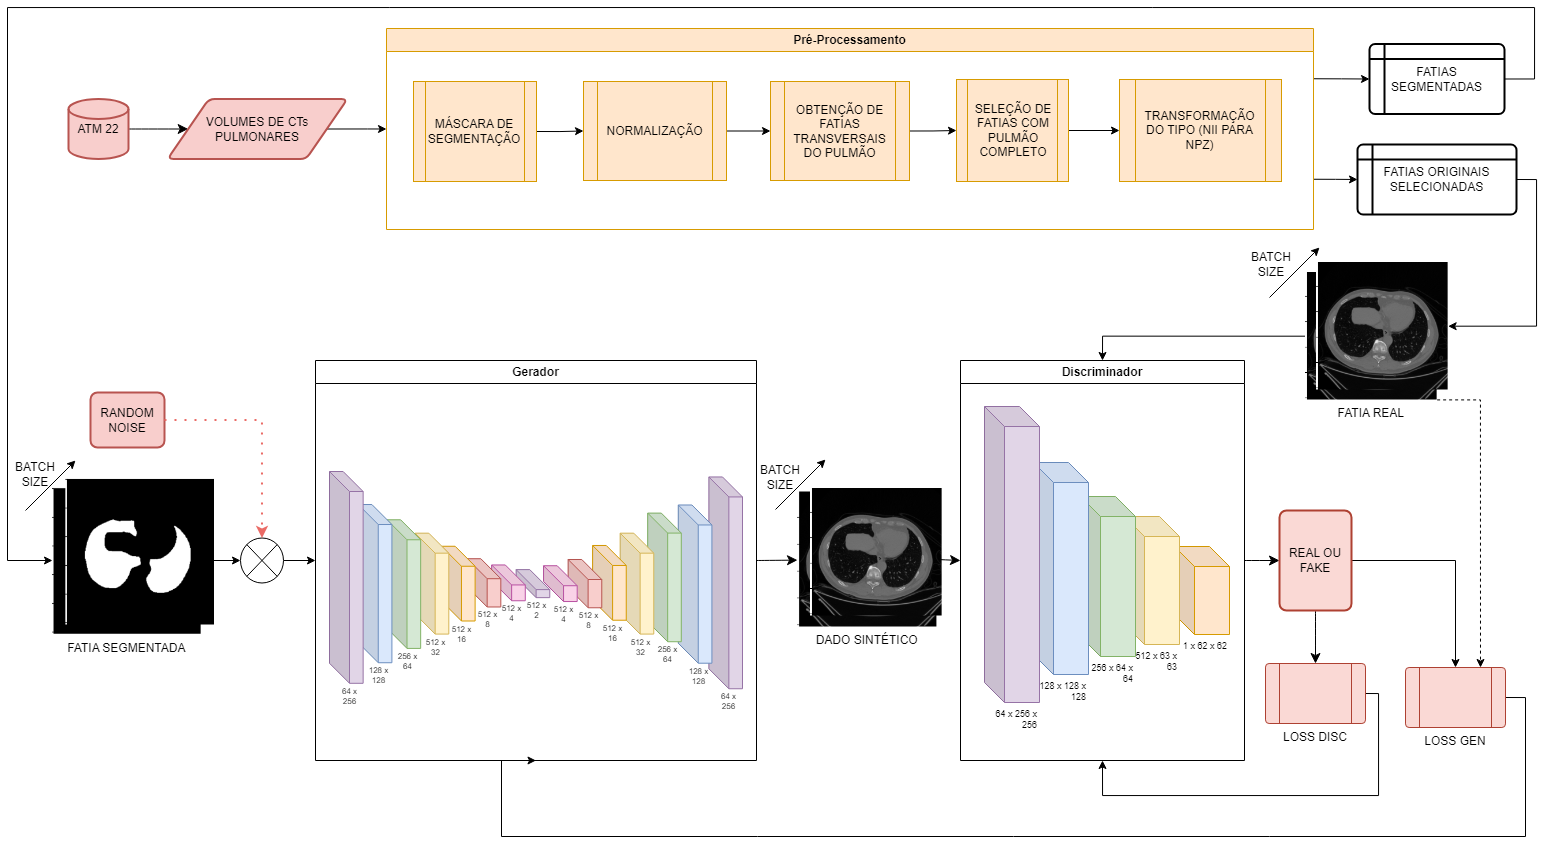 Pré-Processamento
ATM 22
VOLUMES DE CTs
PULMONARES
MÁSCARA DE
SEGMENTAÇÃO
NORMALIZAÇÃO
OBTENÇÃO DE
FATIAS
TRANSVERSAIS
DO PULMÃO
SELEÇÃO DE
FATIAS COM
PULMÃO
COMPLETO
TRANSFORMAÇÃO
DO TIPO (NII PÁRA
NPZ)
FATIAS
SEGMENTADAS
FATIAS ORIGINAIS
SELECIONADAS
BATCH
SIZE
FATIA REAL
RANDOM
NOISE
BATCH
SIZE
FATIA SEGMENTADA
Gerador
64 x
256
128 x
128
256 x
64
512 x
32
512 x
16
512 x
8
512 x
4
512 x
2
512 x
4
512 x
8
512 x
16
512 x
32
256 x
64
128 x
128
64 x
256
BATCH
SIZE
DADO SINTÉTICO
Discriminador
64 x 256 x
256
128 x 128 x
128
256 x 64 x
64
512 x 63 x
63
1 x 62 x 62
REAL OU
FAKE
LOSS DISC
LOSS GEN